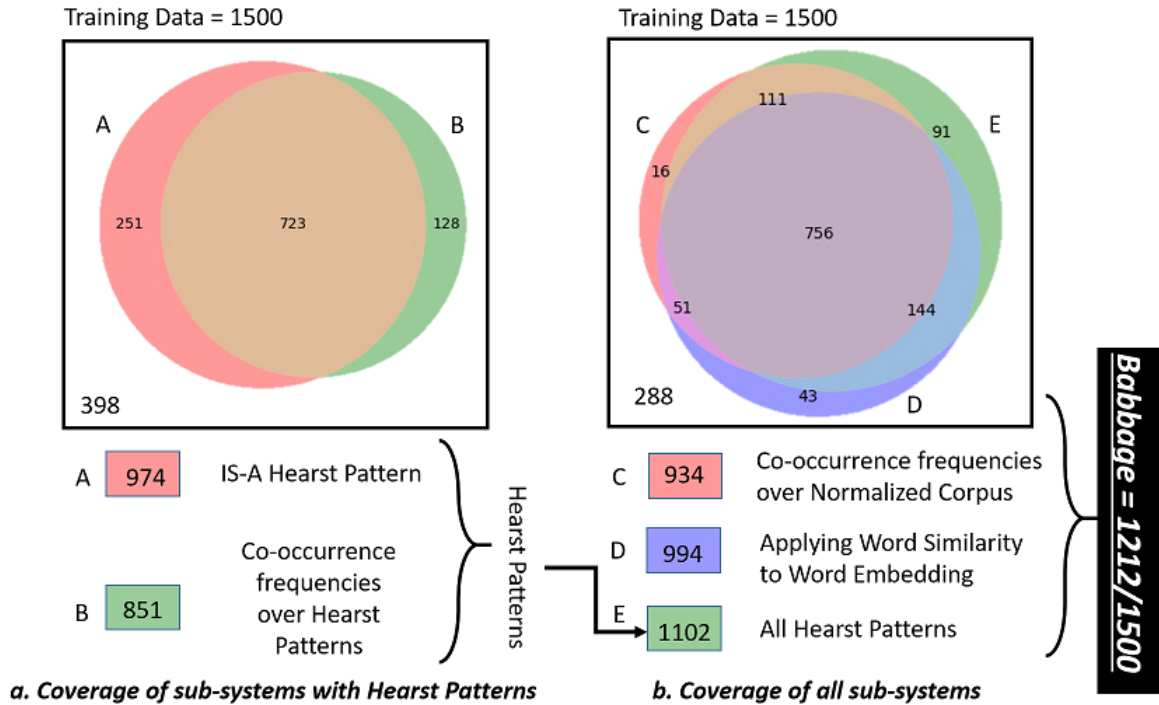 Training Data = 1500
A
B
251
723
128
398
A
974
IS-A Hearst Pattern
B
851
Co-occurrence
frequencies
over Hearst
Patterns
Hearst Patterns
a. Coverage of sub-systems with Hearst Patterns
Training Data = 1500
C
E
111
91
16
756
51
144
43
D
288
C
934
Co-occurrence frequencies
over Normalized Corpus
D
994
Applying Word Similarity
to Word Embedding
E
1102
All Hearst Patterns
b. Coverage of all sub-systems
Babbage = 1212/1500